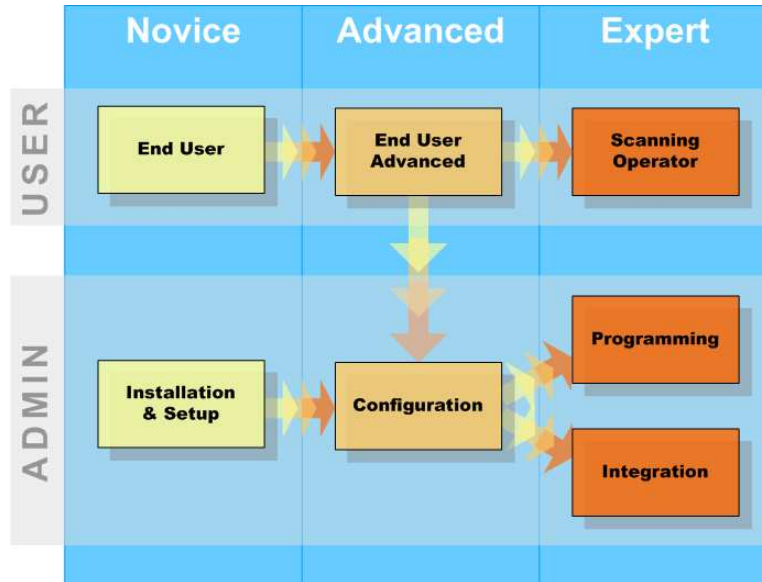 Novice
Advanced
Expert
USER
End User
End User
Advanced
Scanning
Operator
ADMIN
Installation
& Setup
Configuration
Programming
Integration